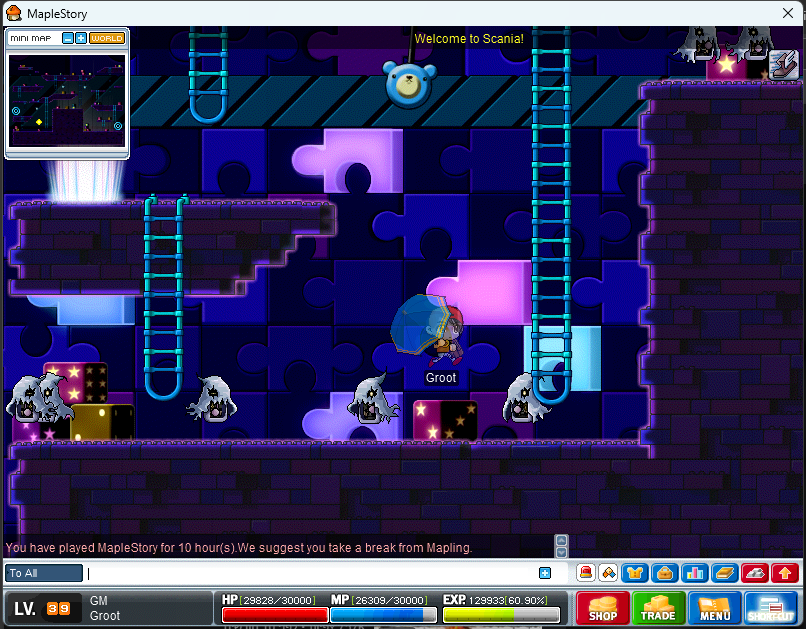 MapleStory
MINI MAP
WORLD
Welcome to Scania!
Groot
You have played MapleStory for 10 hour(s).We suggest you take a break from Mapling.
To All
LV. 39
GM
Groot
HP[29828/30000] MP[26309/30000] EXP.129933[60.90%]
SHOP
TRADE
MENU
SHORTCUT